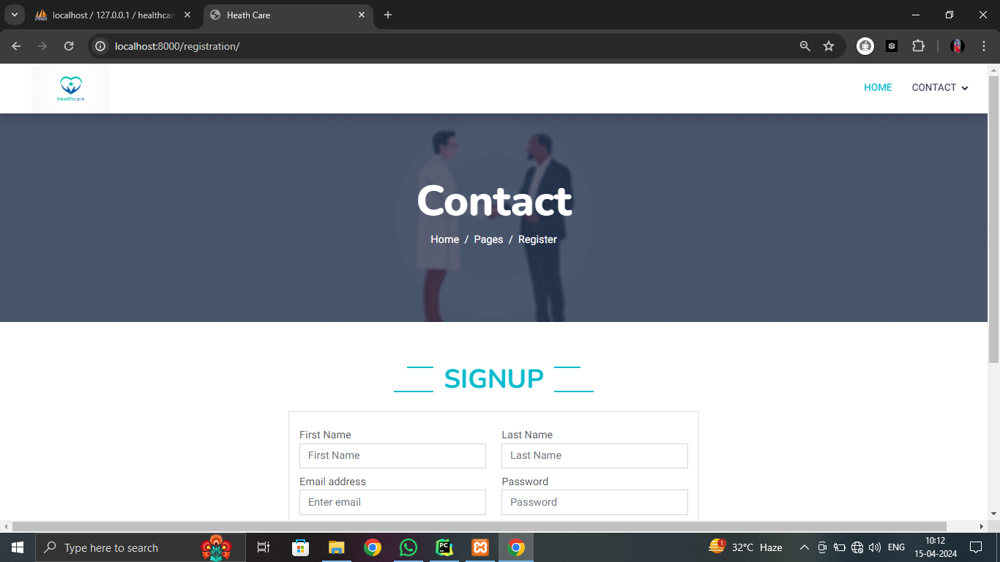 localhost / 127.0.0.1 / healthcar
Heath Care
localhost:8000/registration/
healthcare
HOME
CONTACT
Contact
Home / Pages / Register
SIGNUP
First Name
Last Name
First Name
Last Name
Email address
Password
Enter email
Password
Type here to search
PC
1
32°C Haze
ENG
10:12
15-04-2024